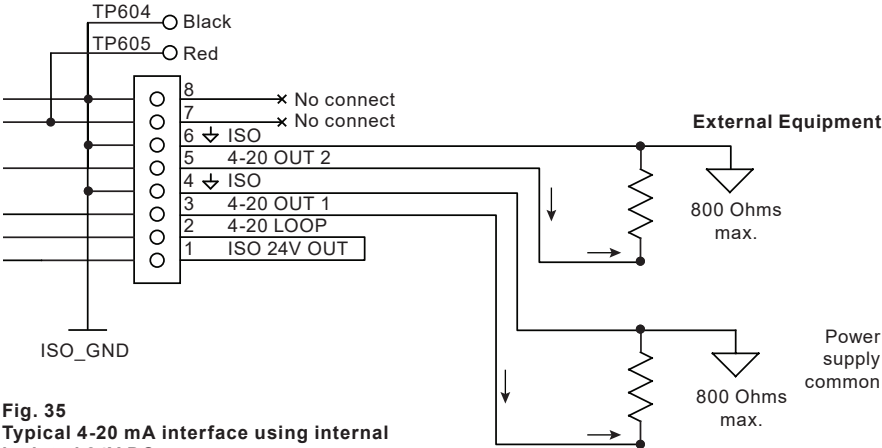 TP604
Black
TP605
Red
8
No connect
7
No connect
External Equipment
6 ISO
5 4-20 OUT 2
4 ISO
3 4-20 OUT 1
2 4-20 LOOP
1 ISO 24V OUT
800 Ohms
max.
ISO_GND
Power
supply
common
800 Ohms
max.
Fig. 35
Typical 4-20 mA interface using internal